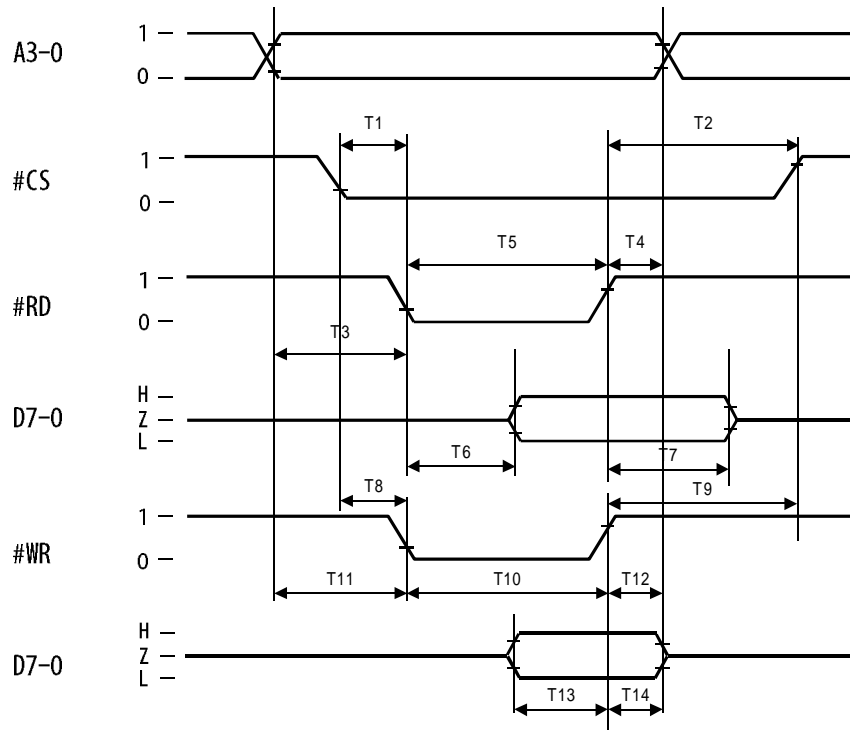 A3-0 1 0
T1 T2
#CS 1 0
T5 T4
#RD 1 0
T3
D7-0 H Z L
T6 T7
T8 T9
#WR 1 0
T11 T10 T12
D7-0 H Z L
T13 T14